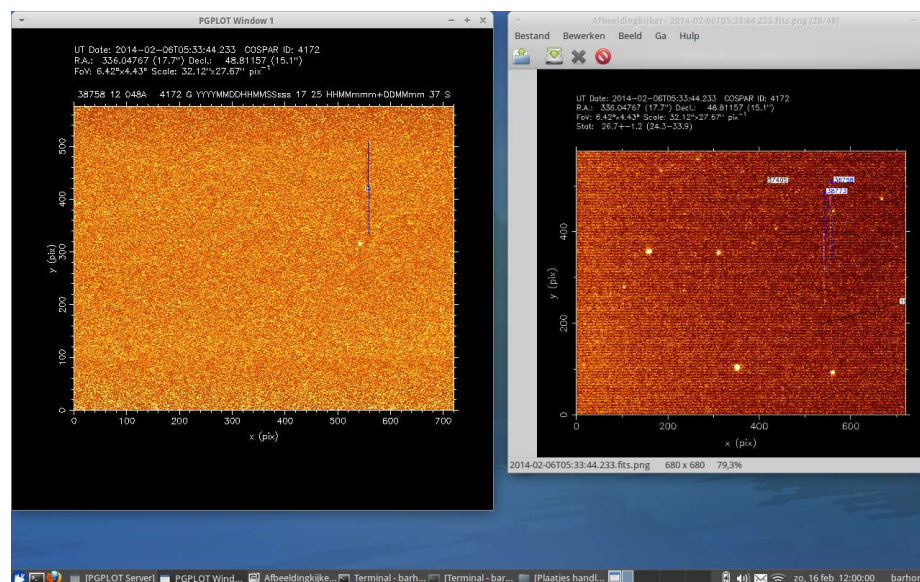 PGPLOT Window 1
UT Date: 2014-02-06T05:33:44.233 COSPAR ID: 4172
R.A.: 336.04767 (17.7") Decl.: 48.81157 (15.1")
FoV: 6.42°x4.43° Scale: 32.12"x27.67" pix⁻¹
38758 12 048A 4172 G YYYYMMDDHHMMSSsss 17 25 HHMMmmm+DDMMmm 37 S
500
400
300
200
100
0
y (pix)
0 100 200 300 400 500 600 700
x (pix)
Afbeeldingkijker - 2014-02-06T05:33:44.233.fits.png (28/48)
Bestand Bewerken Beeld Ga Hulp
UT Date: 2014-02-06T05:33:44.233 COSPAR ID: 4172
R.A.: 336.04767 (17.7") Decl.: 48.81157 (15.1")
FoV: 6.42°x4.43° Scale: 32.12"x27.67" pix⁻¹
Stat: 26.7+-1.2 (24.3-33.9)
38758
38773
400
200
0
y (pix)
0 200 400 600
x (pix)
2014-02-06T05:33:44.233.fits.png 680 x 680 79,3%
[PGPLOT Server] PGPLOT Wind... Afbeeldingkijke... Terminal - barh... [Terminal - bar... [Plaatjes handl... zo, 16 feb 12:00:00